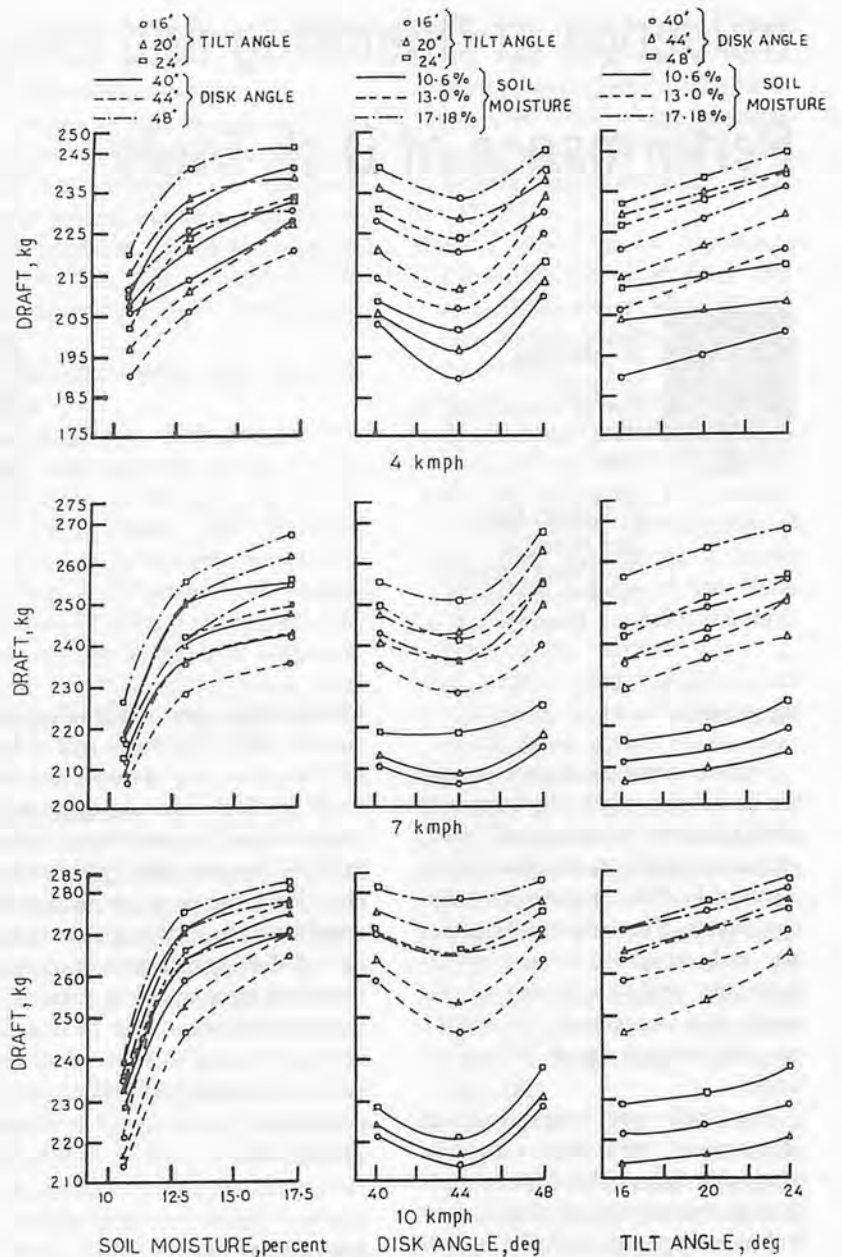 16°
20°
24°
TILT ANGLE
40°
44°
48°
DISK ANGLE
16°
20°
24°
TILT ANGLE
10·6%
13·0%
17·18%
SOIL
MOISTURE
40°
44°
48°
DISK ANGLE
10·6%
13·0%
17·18%
SOIL
MOISTURE
DRAFT, kg
250
245
235
225
215
205
195
185
175
4 kmph
DRAFT, kg
275
270
260
250
240
230
220
210
200
7 kmph
DRAFT, kg
285
280
270
260
250
240
230
220
210
10 12·5 15·0 17·5
40 44 48
16 20 24
10 kmph
SOIL MOISTURE, percent
DISK ANGLE, deg
TILT ANGLE, deg